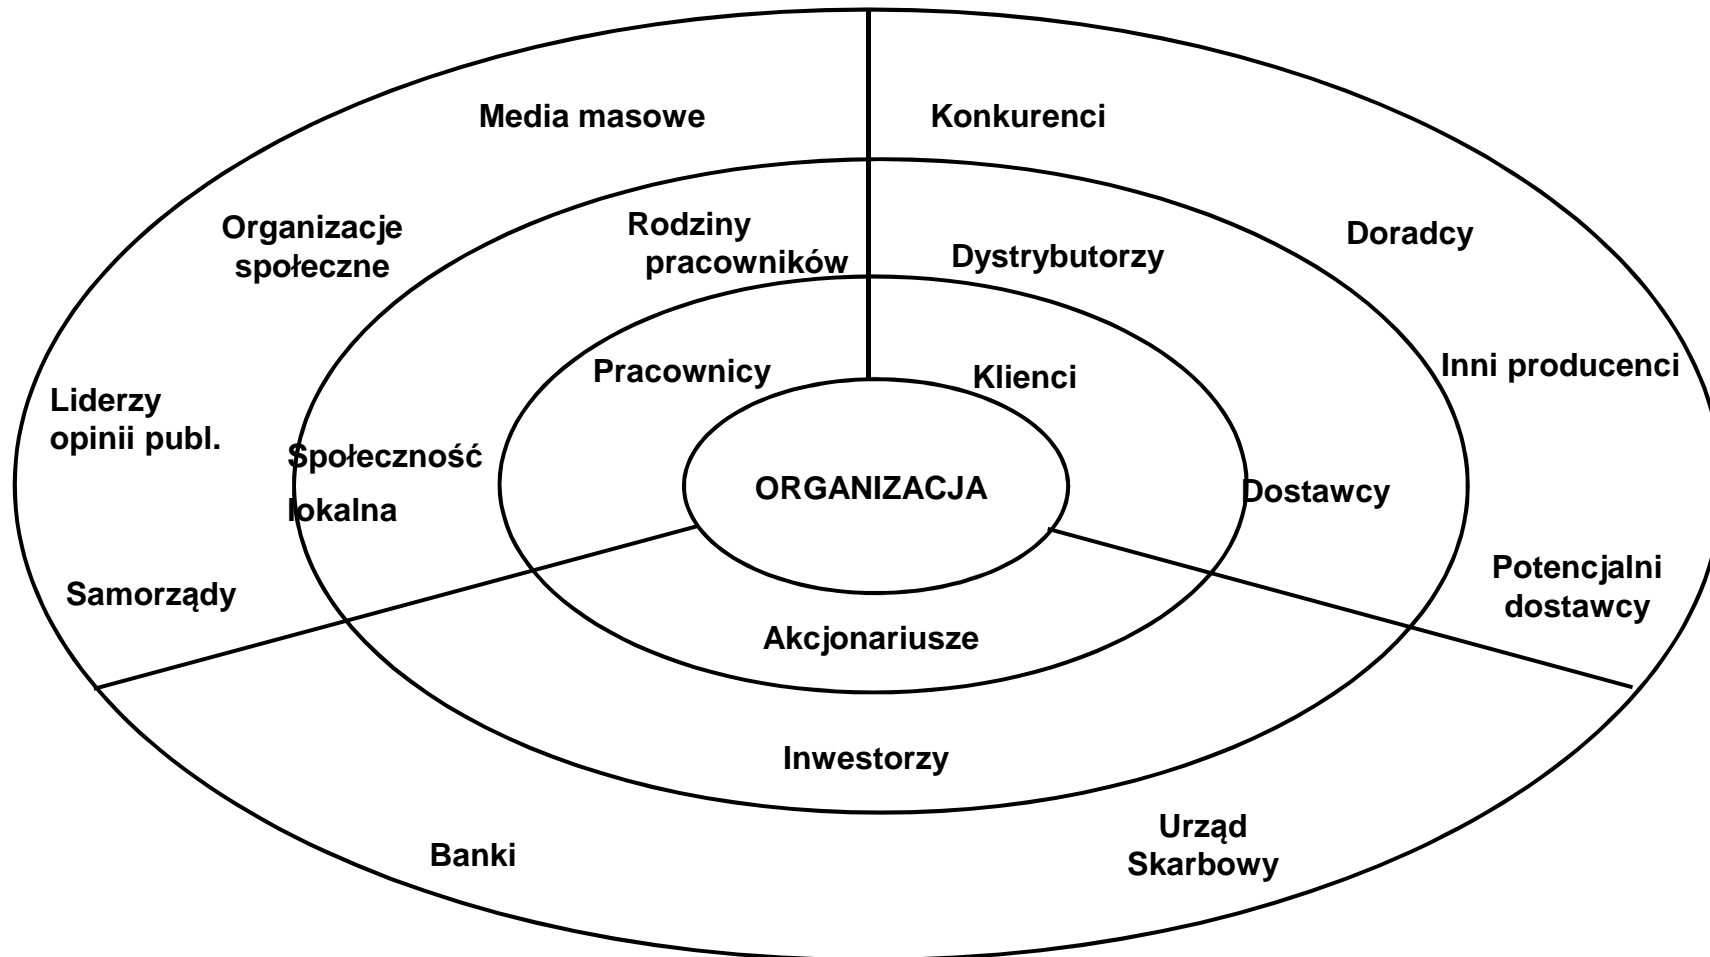 Media masowe
Konkurenci
Organizacje
społeczne
Rodziny
pracowników
Dystrybutorzy
Doradcy
Pracownicy
Klienci
Inni producenci
Liderzy
opinii publ.
Społeczność
lokalna
ORGANIZACJA
Dostawcy
Samorządy
Potencjalni
dostawcy
Akcjonariusze
Inwestorzy
Banki
Urząd
Skarbowy